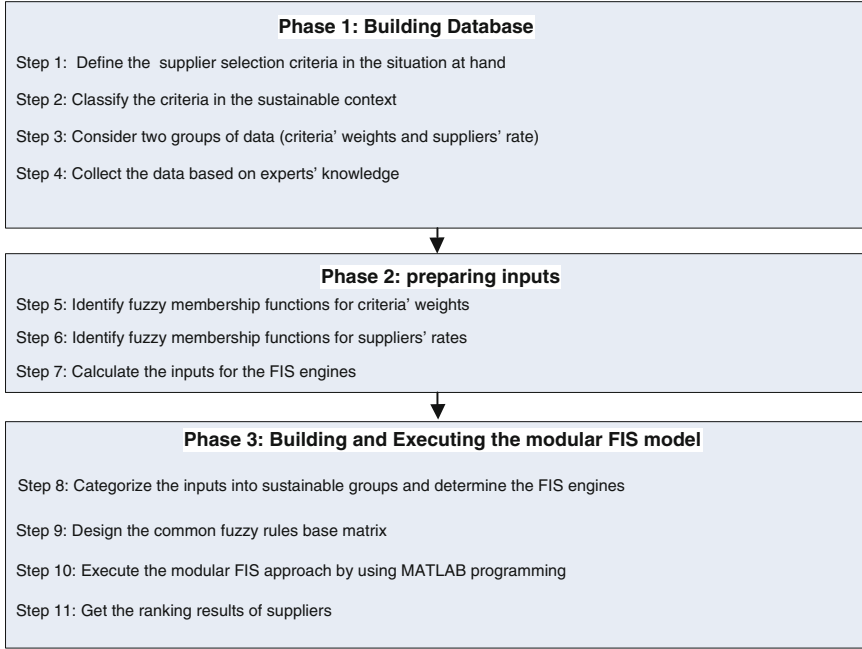 Phase 1: Building Database
Step 1:  Define the  supplier selection criteria in the situation at hand
Step 2: Classify the criteria in the sustainable context
Step 3: Consider two groups of data (criteria’ weights and suppliers’ rate)
Step 4: Collect the data based on experts’ knowledge
Phase 2: preparing inputs
Step 5: Identify fuzzy membership functions for criteria’ weights
Step 6: Identify fuzzy membership functions for suppliers’ rates
Step 7: Calculate the inputs for the FIS engines
Phase 3: Building and Executing the modular FIS model
Step 8: Categorize the inputs into sustainable groups and determine the FIS engines
Step 9: Design the common fuzzy rules base matrix
Step 10: Execute the modular FIS approach by using MATLAB programming
Step 11: Get the ranking results of suppliers